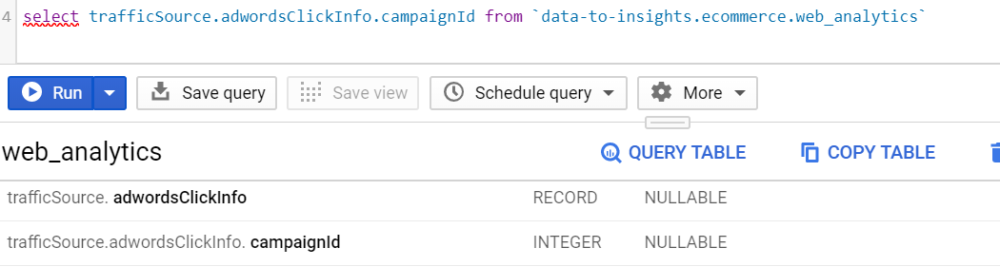 4 select trafficSource.adwordsClickInfo.campaignId from `data-to-insights.ecommerce.web_analytics`
Run Save query Save view Schedule query More
web_analytics QUERY TABLE COPY TABLE
trafficSource. adwordsClickInfo RECORD NULLABLE
trafficSource.adwordsClickInfo. campaignId INTEGER NULLABLE